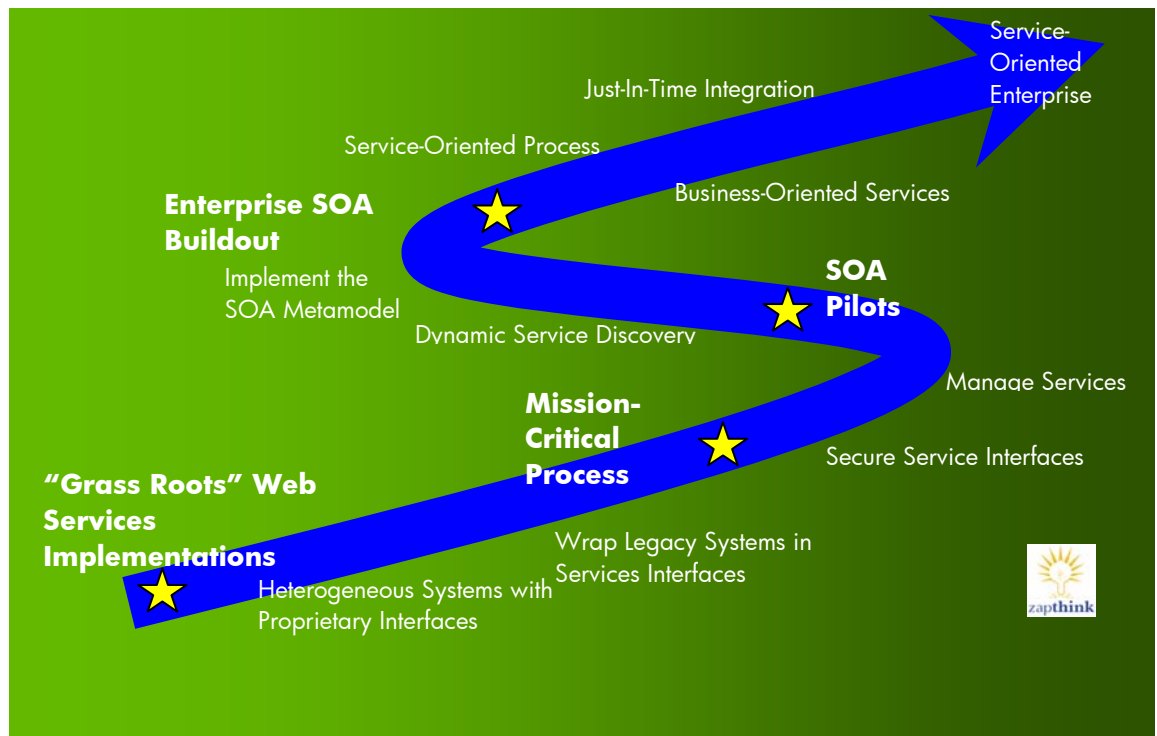 Service-
Oriented
Enterprise
Just-In-Time Integration
Service-Oriented Process
Business-Oriented Services
Enterprise SOA
Buildout
Implement the
SOA Metamodel
SOA
Pilots
Dynamic Service Discovery
Manage Services
Mission-
Critical
Process
Secure Service Interfaces
“Grass Roots” Web
Services
Implementations
Wrap Legacy Systems in
Services Interfaces
Heterogeneous Systems with
Proprietary Interfaces
zapthink